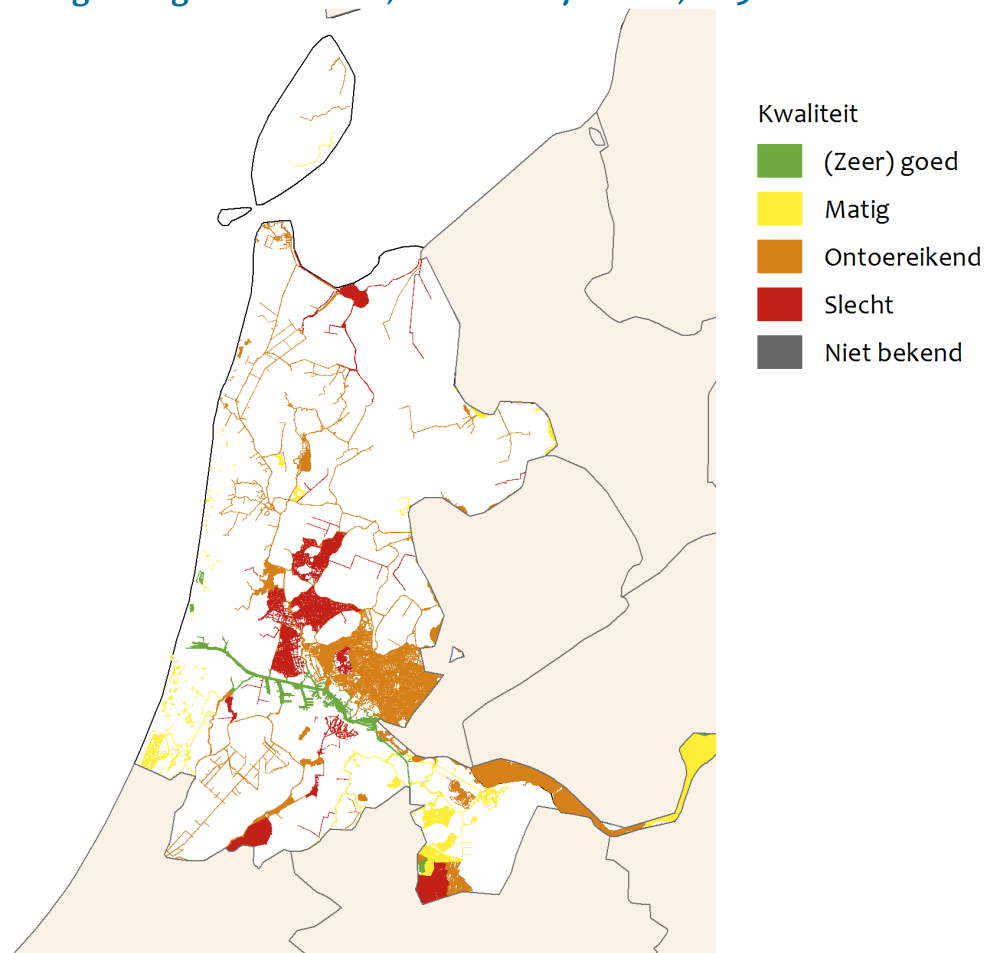 Kwaliteit
(Zeer) goed
Matig
Ontoereikend
Slecht
Niet bekend